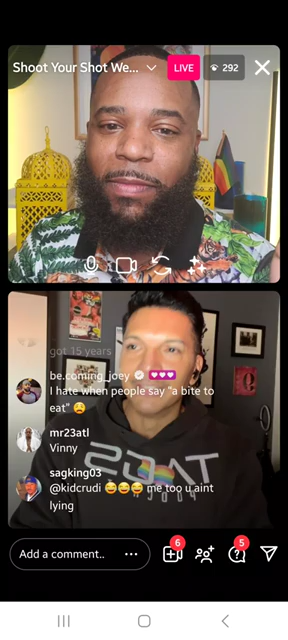 Shoot Your Shot We...
LIVE
292
got 15 years
be.coming_joey
I hate when people say "a bite to
eat"
mr23atl
Vinny
sagking03
@kidcrudi 😂😂😂 me too u aint
lying
Add a comment..
6
5